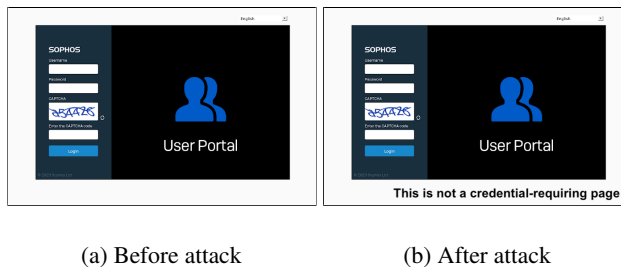 English
SOPHOS
Username
Password
CAPTCHA
Enter the CAPTCHA code
Login
User Portal
English
SOPHOS
Username
Password
CAPTCHA
Enter the CAPTCHA code
Login
User Portal
This is not a credential-requiring page
(a) Before attack
(b) After attack